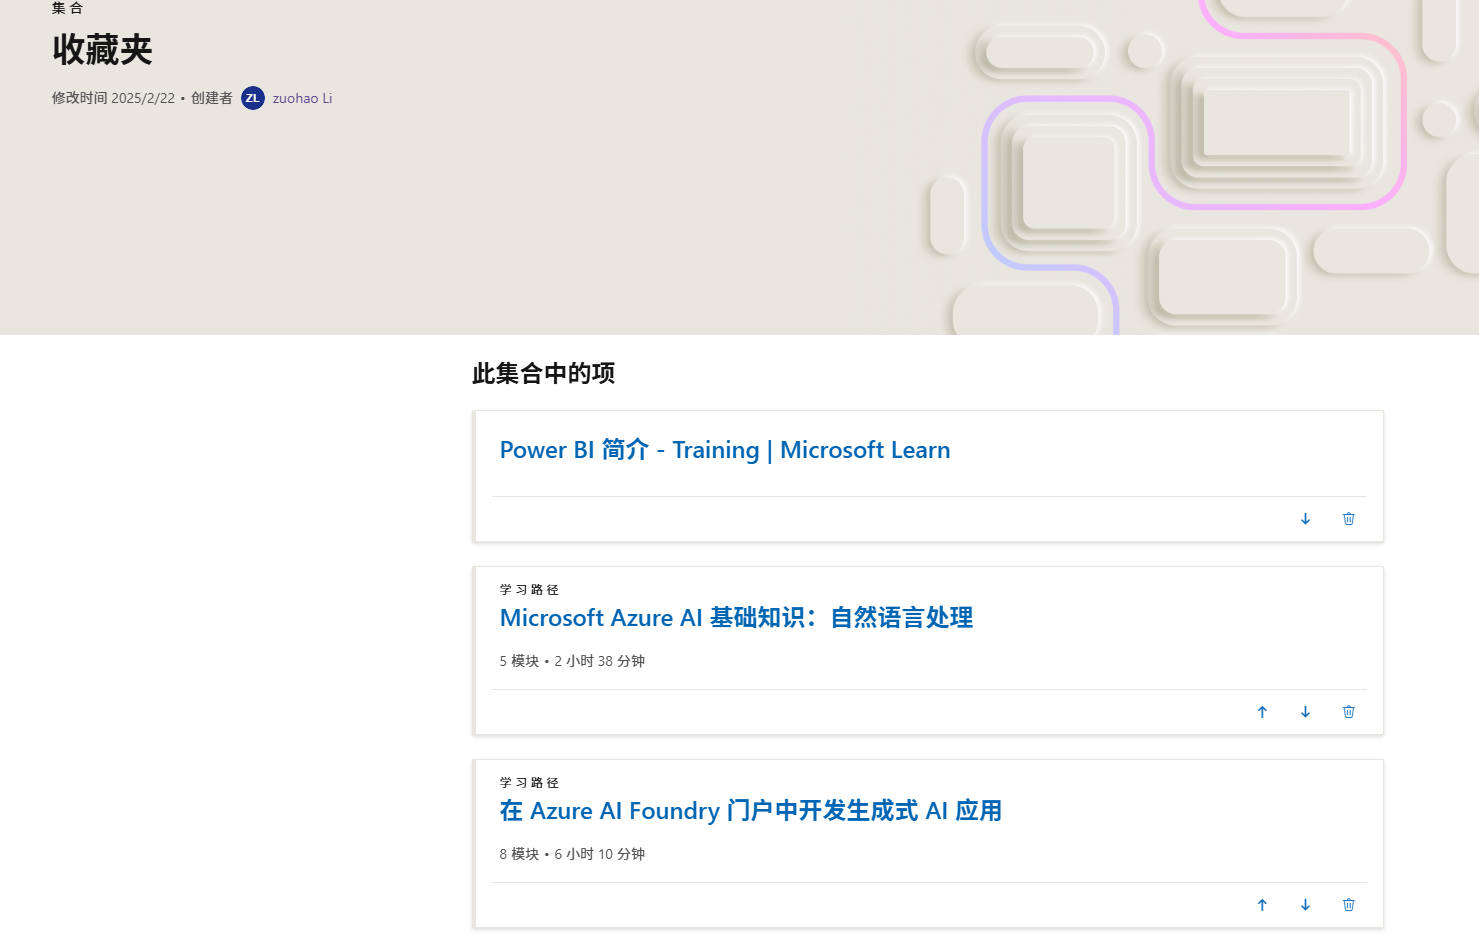 集合
收藏夹
修改时间 2025/2/22 • 创建者 ZL zuohao Li
此集合中的项
Power BI 简介 - Training | Microsoft Learn
学习路径
Microsoft Azure AI 基础知识：自然语言处理
5 模块 • 2 小时 38 分钟
学习路径
在 Azure AI Foundry 门户中开发生成式 AI 应用
8 模块 • 6 小时 10 分钟